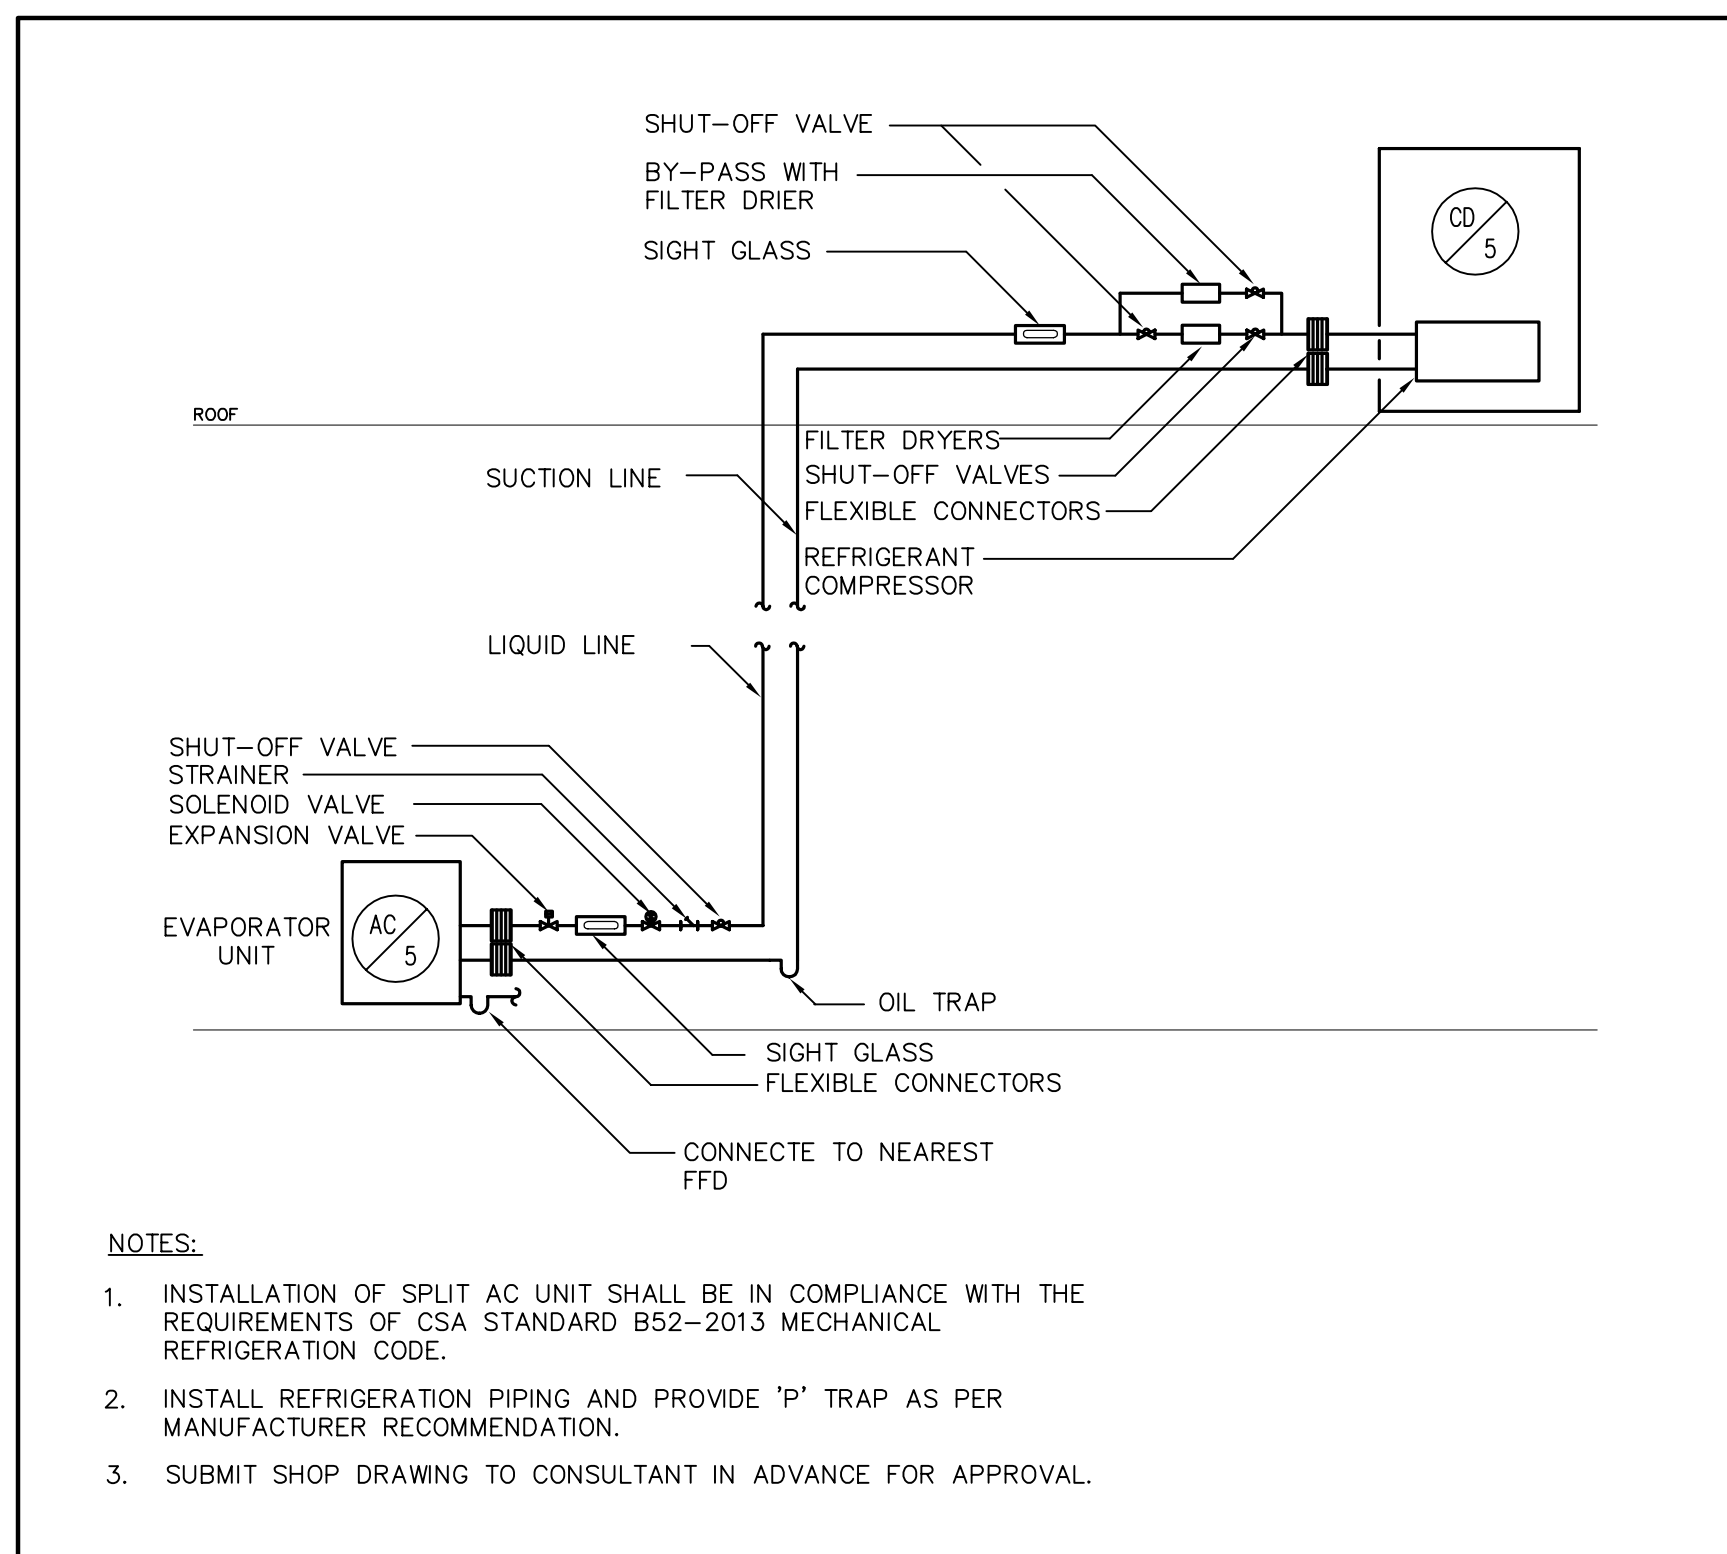 SHUT-OFF VALVE
BY-PASS WITH
FILTER DRIER
SIGHT GLASS
CD
5
ROOF
FILTER DRYERS
SUCTION LINE
SHUT-OFF VALVES
FLEXIBLE CONNECTORS
REFRIGERANT
COMPRESSOR
LIQUID LINE
SHUT-OFF VALVE
STRAINER
SOLENOID VALVE
EXPANSION VALVE
EVAPORATOR
UNIT
AC
5
OIL TRAP
SIGHT GLASS
FLEXIBLE CONNECTORS
CONNECTE TO NEAREST
FFD
NOTES:
1. INSTALLATION OF SPLIT AC UNIT SHALL BE IN COMPLIANCE WITH THE
REQUIREMENTS OF CSA STANDARD B52-2013 MECHANICAL
REFRIGERATION CODE.
2. INSTALL REFRIGERATION PIPING AND PROVIDE 'P' TRAP AS PER
MANUFACTURER RECOMMENDATION.
3. SUBMIT SHOP DRAWING TO CONSULTANT IN ADVANCE FOR APPROVAL.